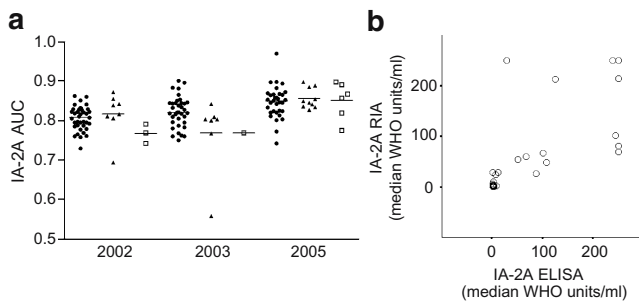 a
IA-2A AUC
1.0
0.9
0.8
0.7
0.6
0.5
2002 2003 2005
b
IA-2A RIA
(median WHO units/ml)
200
100
0
0 100 200
IA-2A ELISA
(median WHO units/ml)